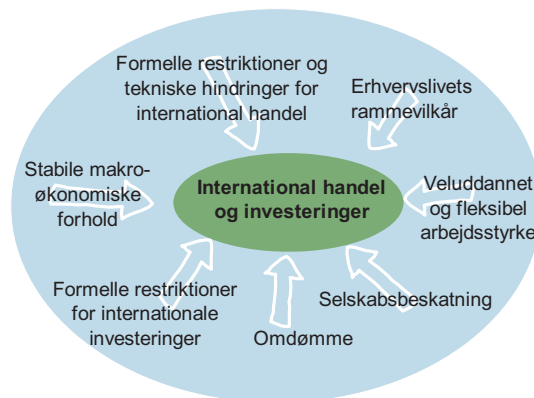 Formelle restriktioner og
tekniske hindringer for
international handel
Erhvervslivets
rammevilkår
Stabile makro-
økonomiske
forhold
International handel
og investeringer
Veluddannet
og fleksibel
arbejdsstyrke
Formelle restriktioner
for internationale
investeringer
Omdømme
Selskabsbeskatning